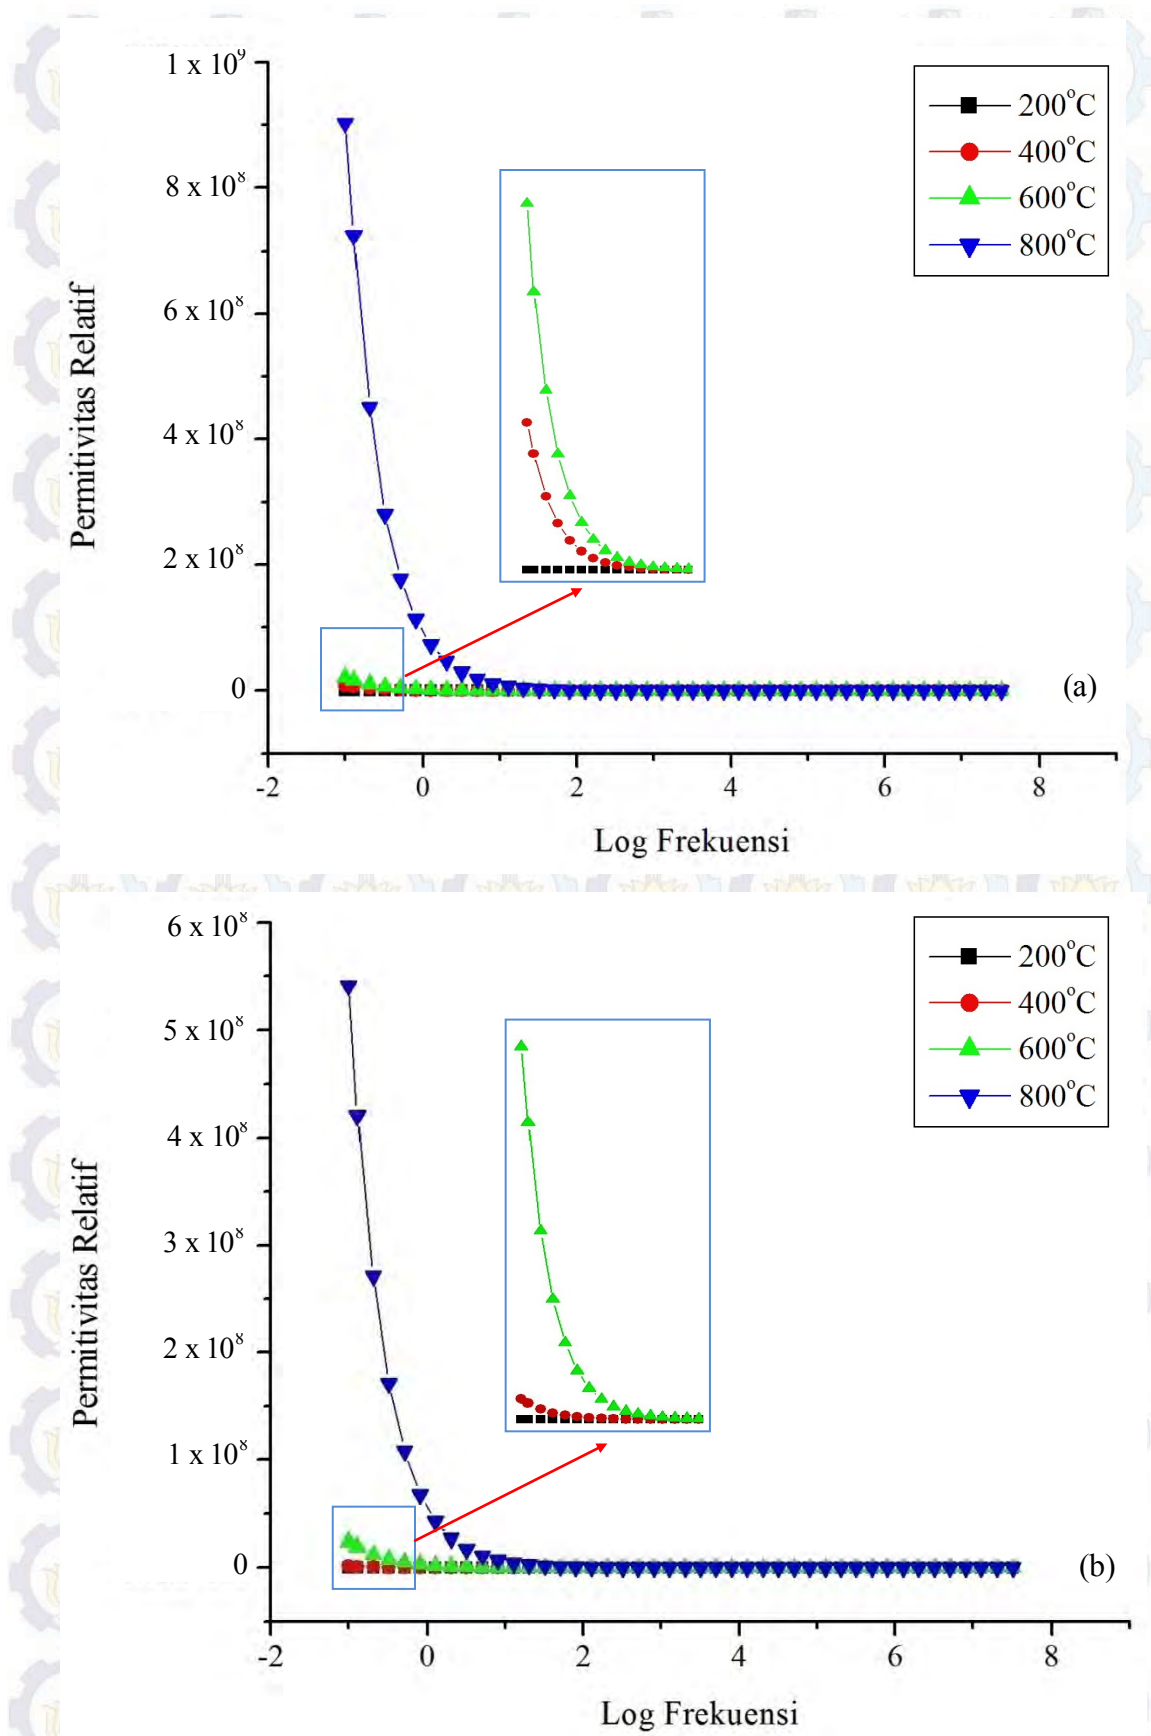 1 x 10⁹
8 x 10⁸
6 x 10⁸
4 x 10⁸
2 x 10⁸
0
Permitivitas Relatif
200°C
400°C
600°C
800°C
(a)
-2 0 2 4 6 8
Log Frekuensi
6 x 10⁸
5 x 10⁸
4 x 10⁸
3 x 10⁸
2 x 10⁸
1 x 10⁸
0
Permitivitas Relatif
200°C
400°C
600°C
800°C
(b)
-2 0 2 4 6 8
Log Frekuensi